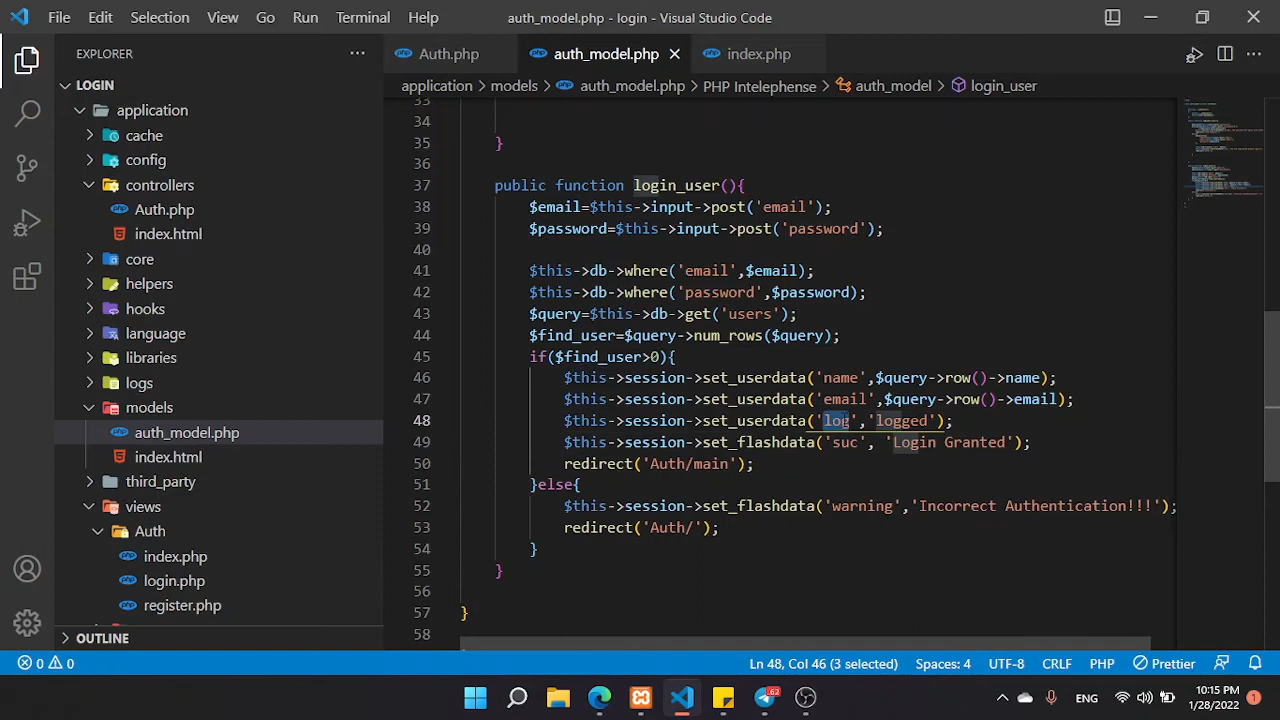 File Edit Selection View Go Run Terminal Help auth_model.php - login - Visual Studio Code
EXPLORER
Auth.php auth_model.php index.php
LOGIN
application > models > auth_model.php > PHP Intelephense > auth_model > login_user
application
cache
config
controllers
Auth.php
index.html
core
helpers
hooks
language
libraries
logs
models
auth_model.php
index.html
third_party
views
Auth
index.php
login.php
register.php
OUTLINE
33
34
35 }
36
37 public function login_user(){
38 $email=$this->input->post('email');
39 $password=$this->input->post('password');
40
41 $this->db->where('email',$email);
42 $this->db->where('password',$password);
43 $query=$this->db->get('users');
44 $find_user=$query->num_rows($query);
45 if($find_user>0){
46 $this->session->set_userdata('name',$query->row()->name);
47 $this->session->set_userdata('email',$query->row()->email);
48 $this->session->set_userdata('log','logged');
49 $this->session->set_flashdata('suc', 'Login Granted');
50 redirect('Auth/main');
51 }else{
52 $this->session->set_flashdata('warning','Incorrect Authentication!!!');
53 redirect('Auth/');
54 }
55 }
56
57 }
58
0 0 Ln 48, Col 46 (3 selected) Spaces: 4 UTF-8 CRLF PHP Prettier
62 ENG 10:15 PM 1
1/28/2022